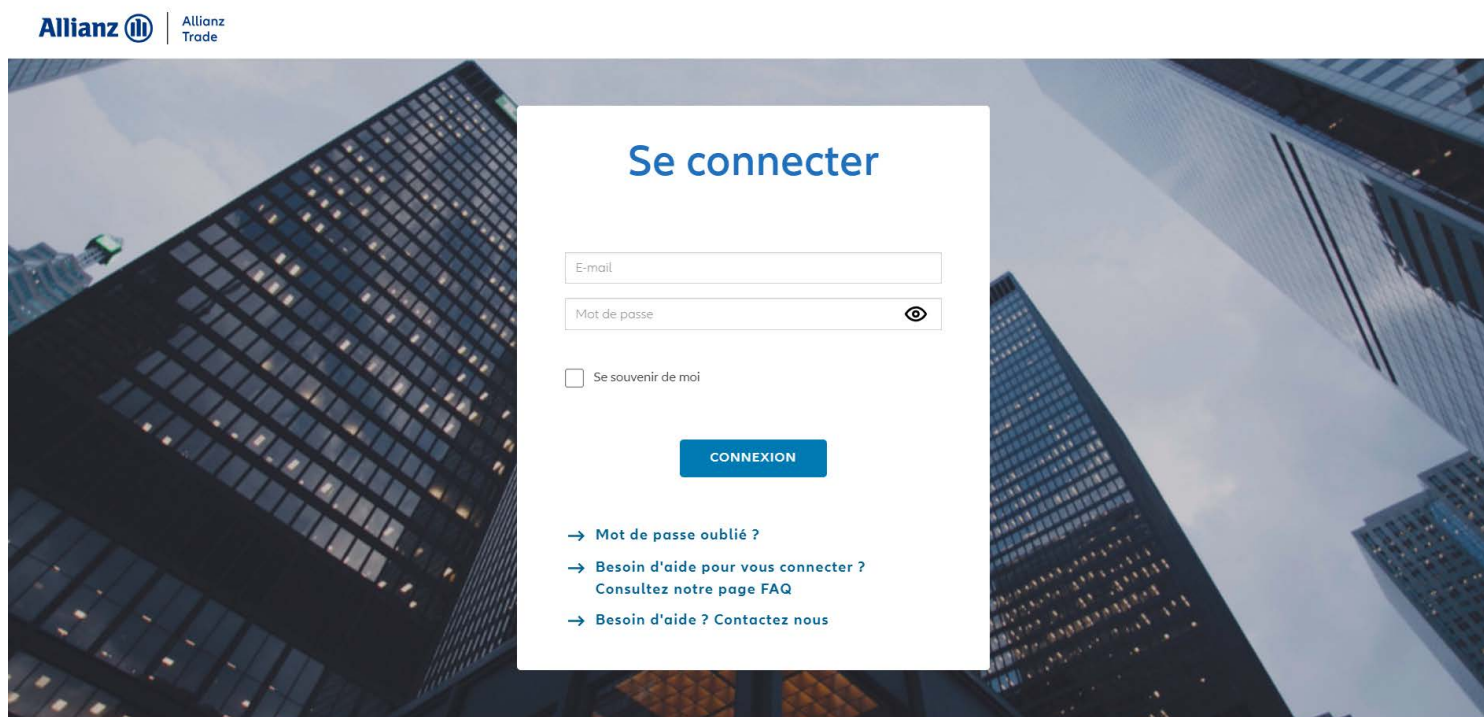 Allianz
Allianz
Trade
Se connecter
E-mail
Mot de passe
Se souvenir de moi
CONNEXION
→ Mot de passe oublié ?
→ Besoin d'aide pour vous connecter ?
Consultez notre page FAQ
→ Besoin d'aide ? Contactez nous